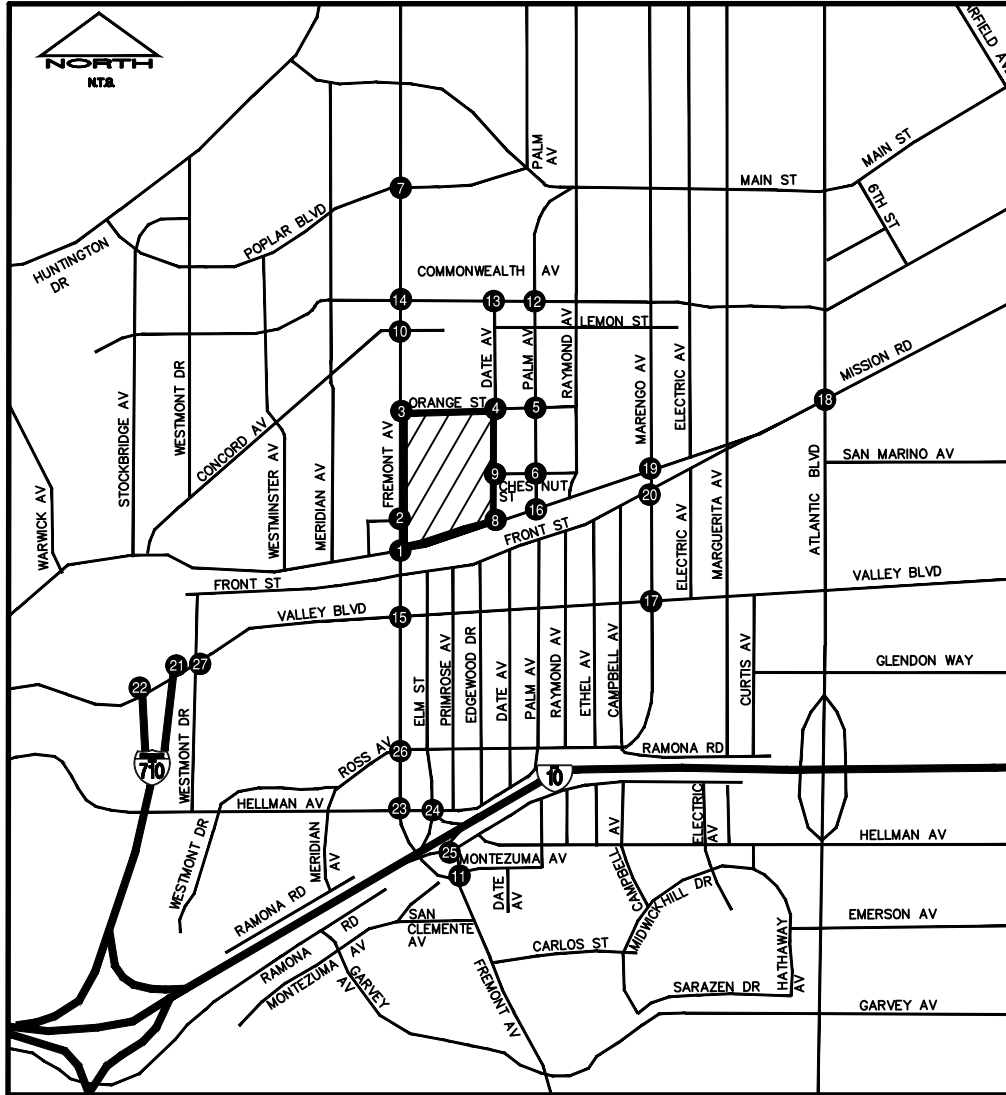 NORTH
N.T.S.
GARFIELD AV
PALM
AV
MAIN ST
MAIN ST
7
6TH ST
POPLAR BLVD
HUNTINGTON
DR
COMMONWEALTH AV
14
13
12
10
LEMON ST
DATE AV
PALM AV
RAYMOND AV
MARENGO AV
ELECTRIC AV
MISSION RD
18
STOCKBRIDGE AV
WESTMONT DR
CONCORD AV
WESTMINSTER AV
MERIDIAN AV
FREMONT AV
3
ORANGE ST
4
5
WARWICK AV
9
6
CHESTNUT
ST
19
20
SAN MARINO AV
ATLANTIC BLVD
2
8
16
FRONT ST
1
ELECTRIC AV
MARGUERITA AV
FRONT ST
VALLEY BLVD
VALLEY BLVD
15
17
21
27
22
710
WESTMONT DR
ELM ST
PRIMROSE AV
EDGEWOOD DR
DATE AV
PALM AV
RAYMOND AV
ETHEL AV
CAMPBELL AV
CURTIS AV
GLENDON WAY
ROSS AV
26
RAMONA RD
10
HELLMAN AV
23
24
HELLMAN AV
WESTMONT DR
MERIDIAN
AV
25
MONTEZUMA AV
11
DATE
AV
CAMPBELL AV
ELECTRIC
AV
MIDWICKHILL DR
RAMONA RD
SAN
CLEMENTE
AV
EMERSON AV
RAMONA RD
MONTEZUMA AV
GARVEY
AV
CARLOS ST
FREMONT AV
HATHAWAY
AV
SARAZEN DR
GARVEY AV